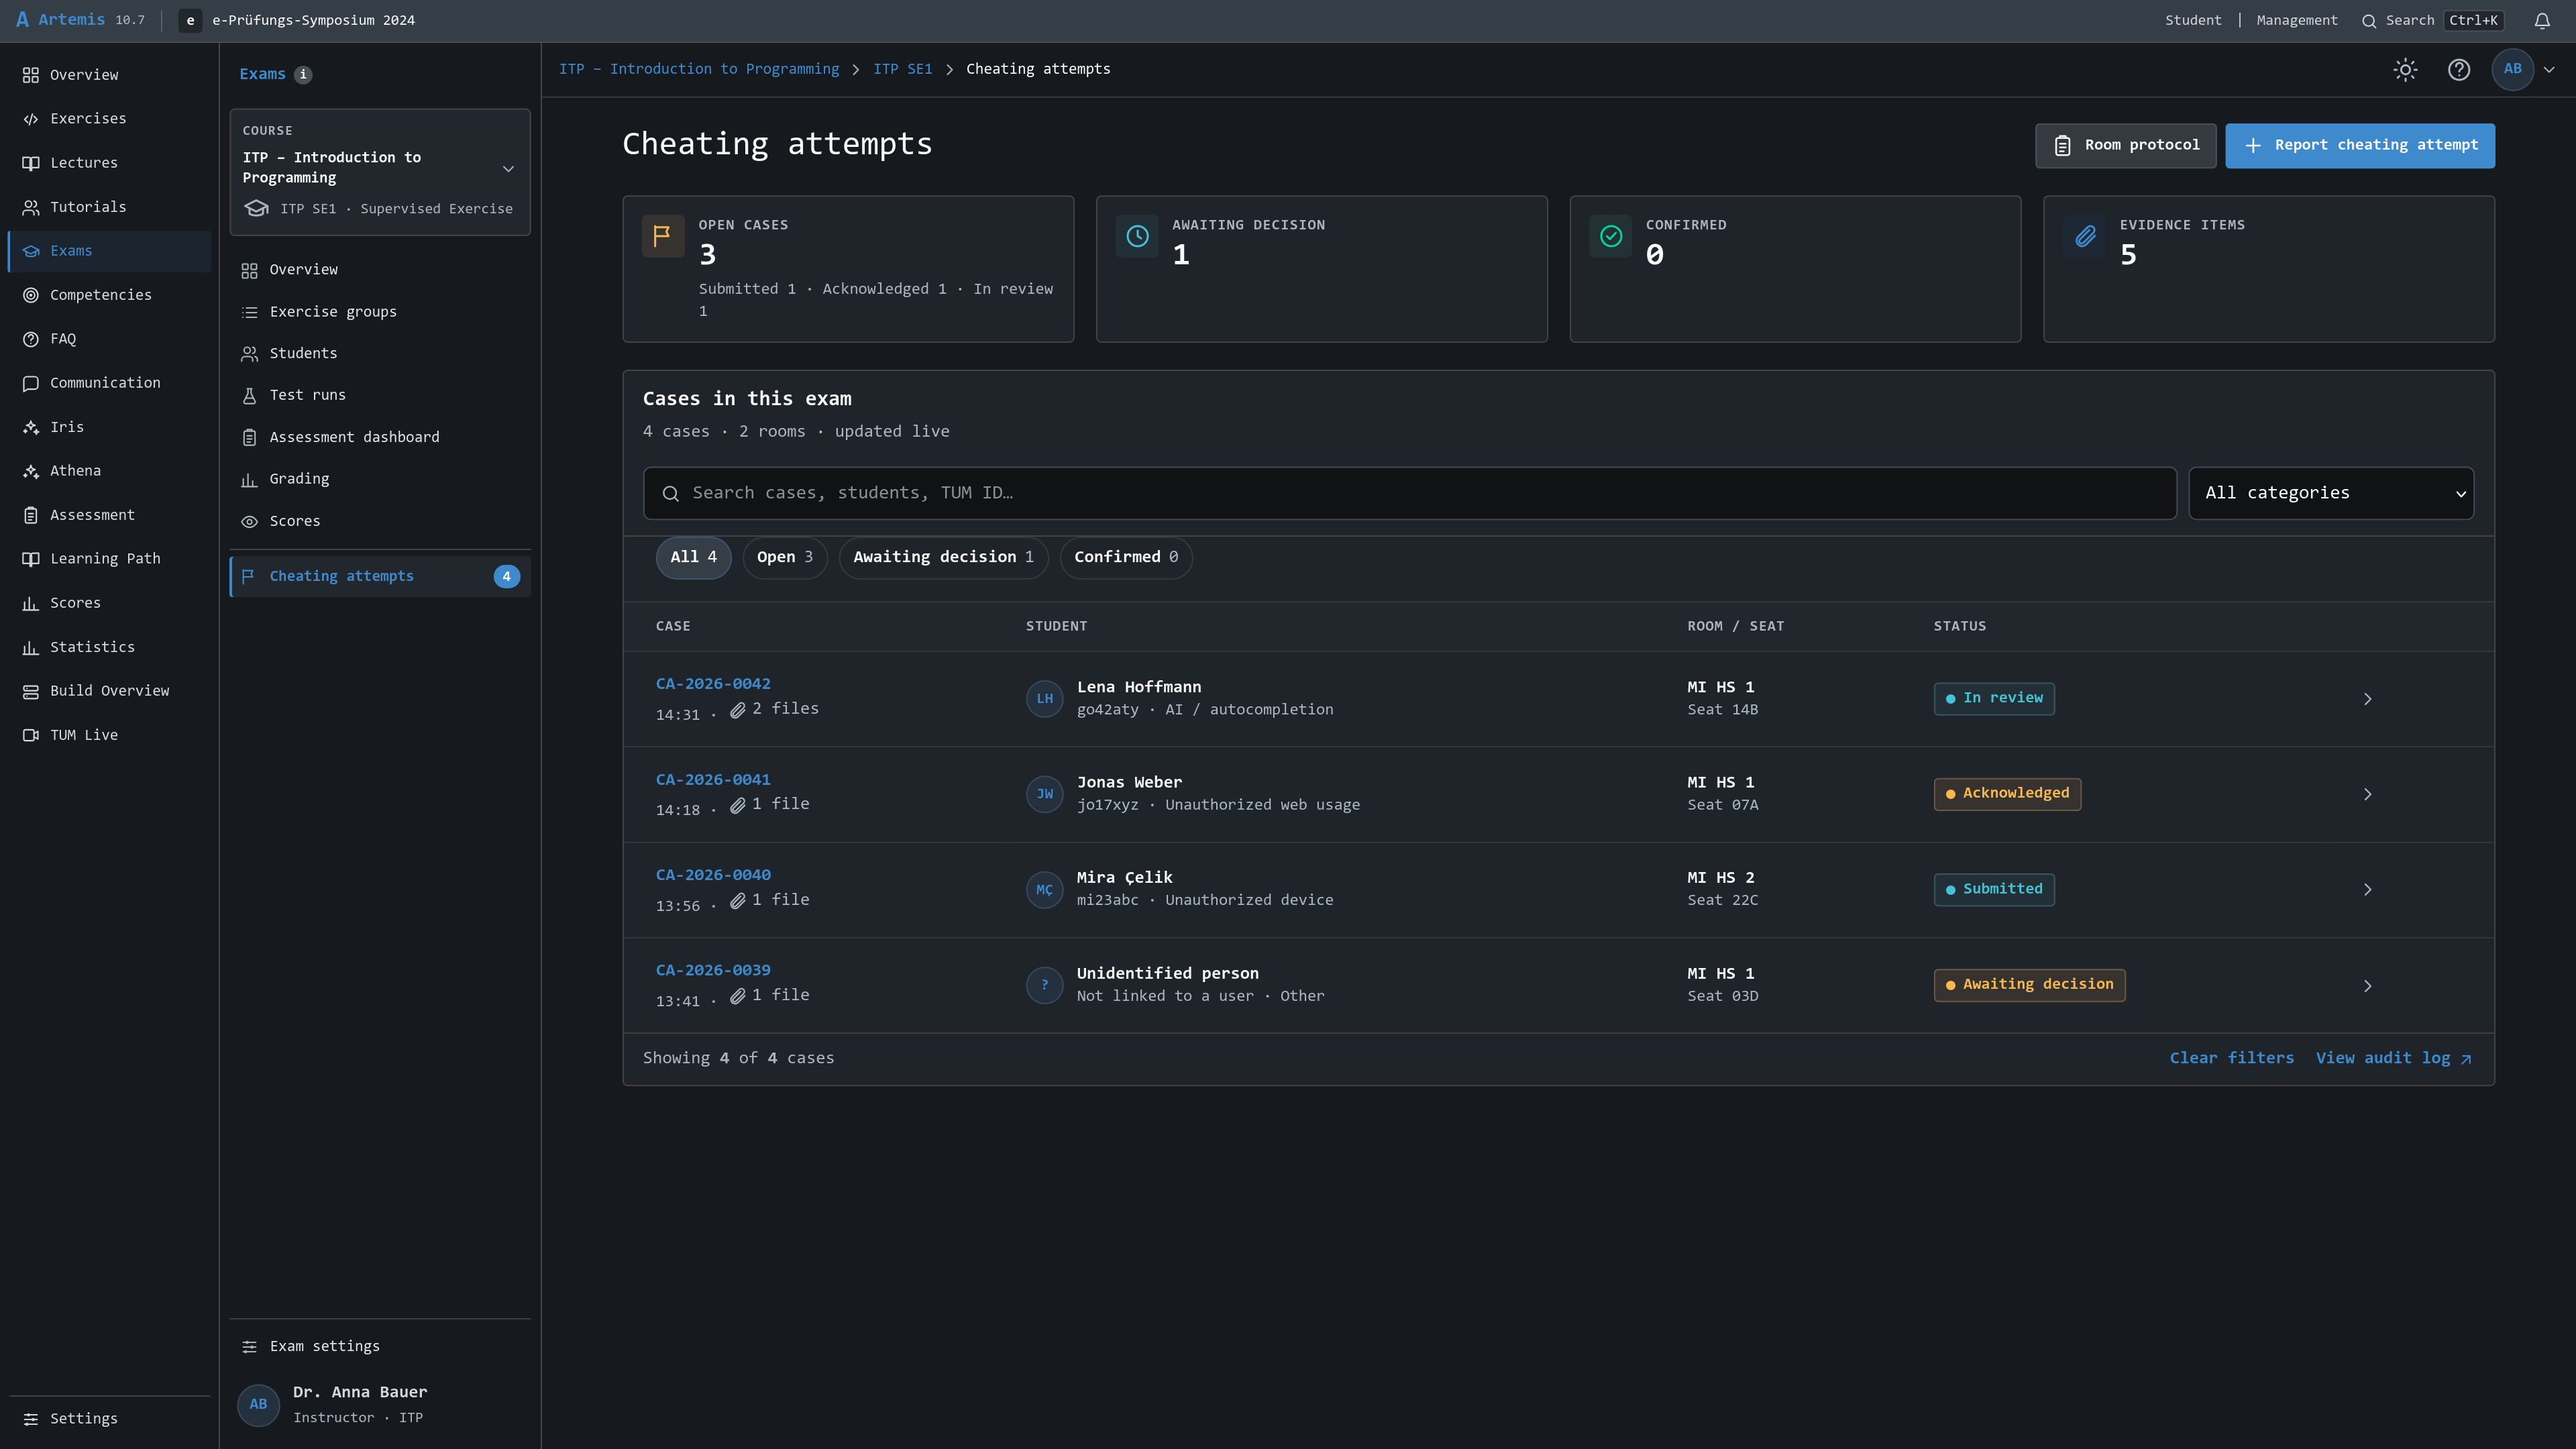 A Artemis 10.7 e e-Prüfungs-Symposium 2024
Student | Management Search Ctrl+K
Overview
Exercises
Lectures
Tutorials
Exams
Competencies
FAQ
Communication
Iris
Athena
Assessment
Learning Path
Scores
Statistics
Build Overview
TUM Live
Settings
Exams i
COURSE
ITP – Introduction to
Programming
ITP SE1 · Supervised Exercise
Overview
Exercise groups
Students
Test runs
Assessment dashboard
Grading
Scores
Cheating attempts 4
Exam settings
AB
Dr. Anna Bauer
Instructor · ITP
ITP – Introduction to Programming > ITP SE1 > Cheating attempts
AB
Cheating attempts
Room protocol
Report cheating attempt
OPEN CASES
3
Submitted 1 · Acknowledged 1 · In review
1
AWAITING DECISION
1
CONFIRMED
0
EVIDENCE ITEMS
5
Cases in this exam
4 cases · 2 rooms · updated live
Search cases, students, TUM ID…
All categories
All 4 Open 3 Awaiting decision 1 Confirmed 0
CASE STUDENT ROOM / SEAT STATUS
CA-2026-0042
14:31 · 2 files
LH
Lena Hoffmann
go42aty · AI / autocompletion
MI HS 1
Seat 14B
In review
CA-2026-0041
14:18 · 1 file
JW
Jonas Weber
jo17xyz · Unauthorized web usage
MI HS 1
Seat 07A
Acknowledged
CA-2026-0040
13:56 · 1 file
MÇ
Mira Çelik
mi23abc · Unauthorized device
MI HS 2
Seat 22C
Submitted
CA-2026-0039
13:41 · 1 file
?
Unidentified person
Not linked to a user · Other
MI HS 1
Seat 03D
Awaiting decision
Showing 4 of 4 cases
Clear filters View audit log